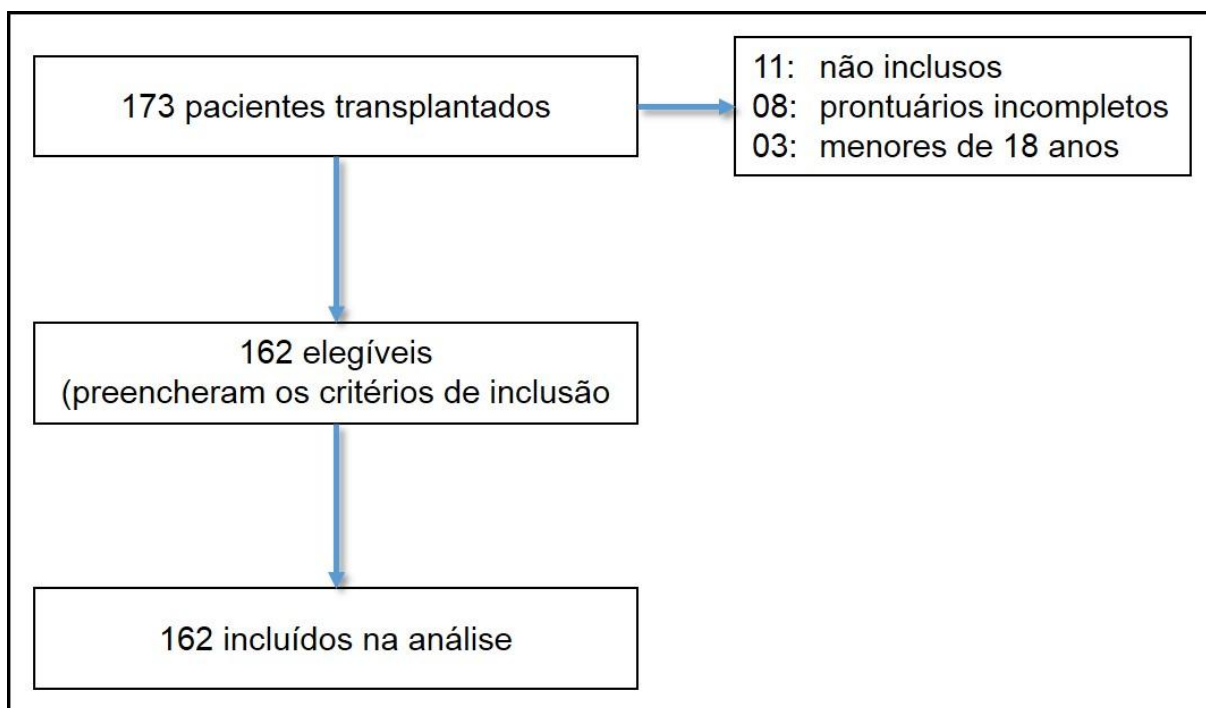 173 pacientes transplantados
11: não inclusos
08: prontuários incompletos
03: menores de 18 anos
162 elegíveis
(preencheram os critérios de inclusão
162 incluídos na análise